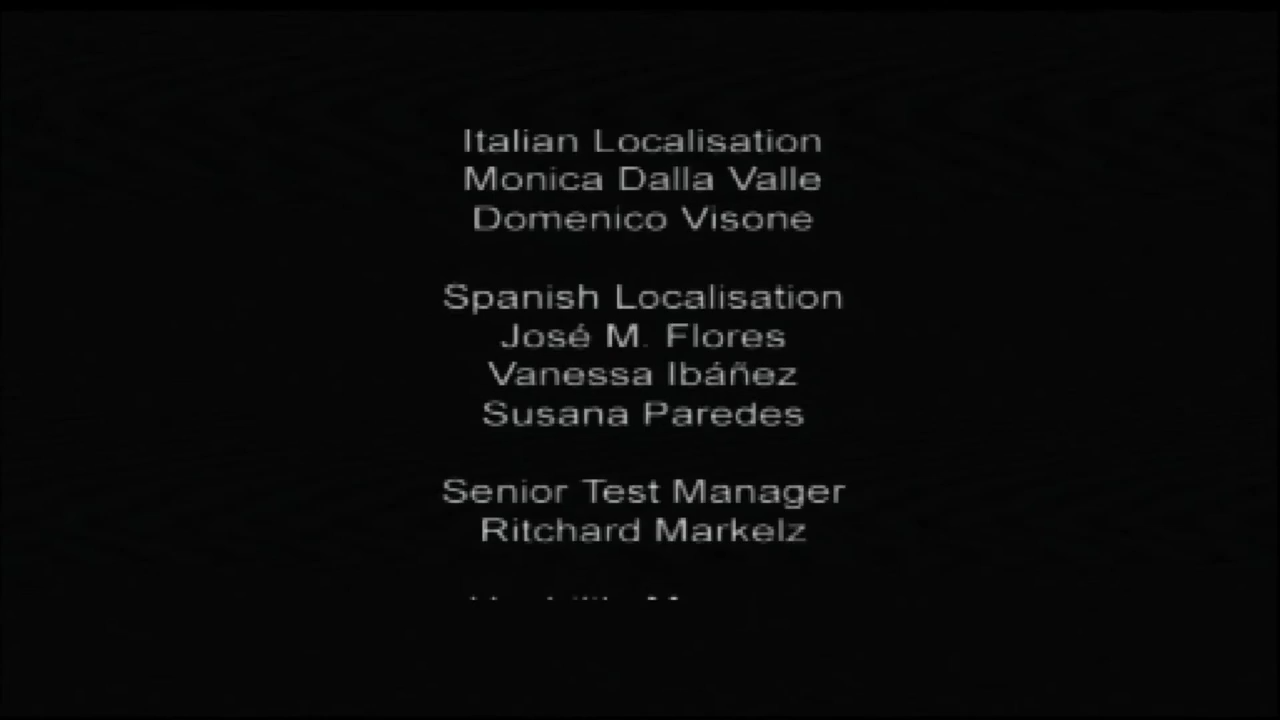 Italian Localisation
Monica Dalla Valle
Domenico Visone
Spanish Localisation
José M. Flores
Vanessa Ibáñez
Susana Paredes
Senior Test Manager
Ritchard Markelz